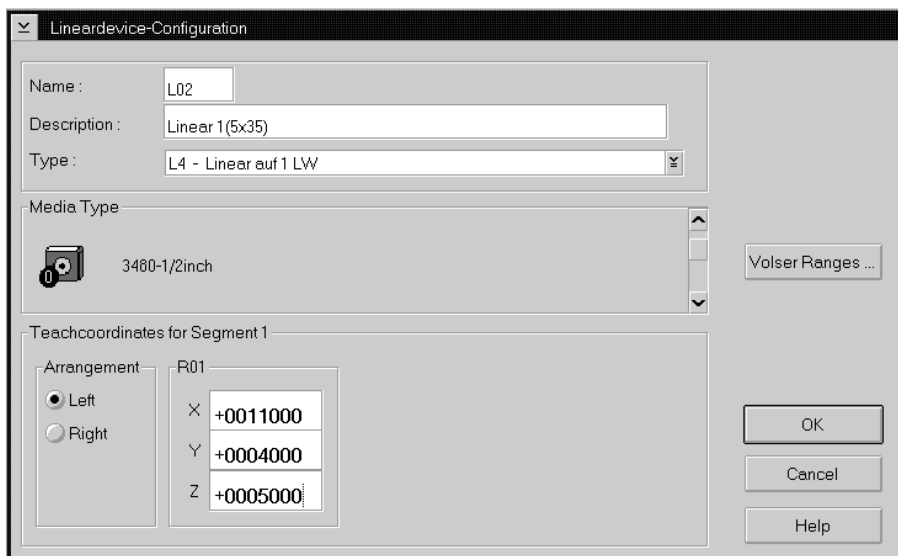 Lineardevice-Configuration
Name :
L02
Description :
Linear 1(5x35)
Type :
L4 - Linear auf 1 LW
Media Type
0
3480-1/2inch
Volser Ranges ...
Teachcoordinates for Segment 1
Arrangement
Left
Right
R01
X +0011000
Y +0004000
Z +0005000
OK
Cancel
Help